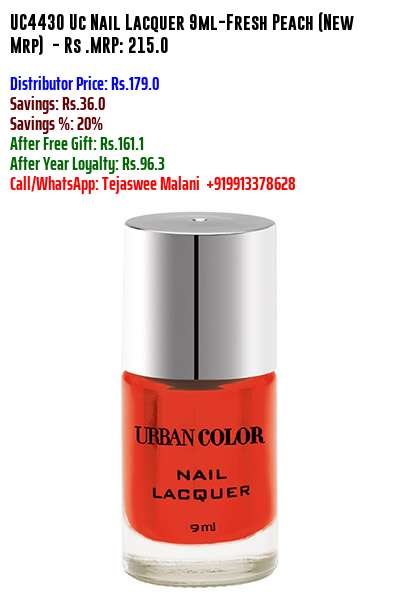 UC4430 Uc Nail Lacquer 9ml-Fresh Peach (New
Mrp) - Rs .MRP: 215.0
Distributor Price: Rs.179.0
Savings: Rs.36.0
Savings %: 20%
After Free Gift: Rs.161.1
After Year Loyalty: Rs.96.3
Call/WhatsApp: Tejaswee Malani +919913378628
URBAN COLOR
NAIL
LACQUER
9ml